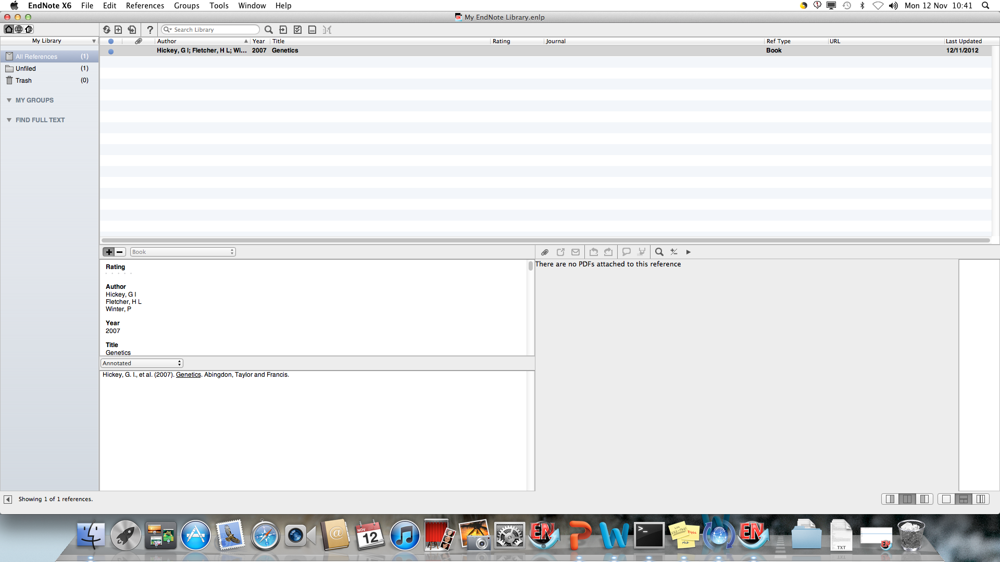 EndNote X6 File Edit References Groups Tools Window Help Mon 12 Nov 10:41
My EndNote Library.enlp
? Search Library
My Library
Author Year Title Rating Journal Ref Type URL Last Updated
Hickey, G I; Fletcher, H L; Wi... 2007 Genetics Book 12/11/2012
All References (1)
Unfiled (1)
Trash (0)
MY GROUPS
FIND FULL TEXT
Book
Rating
Author
Hickey, G I
Fletcher, H L
Winter, P
Year
2007
Title
Genetics
There are no PDFs attached to this reference
Annotated
Hickey, G. I., et al. (2007). Genetics. Abingdon, Taylor and Francis.
Showing 1 of 1 references.
NOV
12
EN
EN
TXT